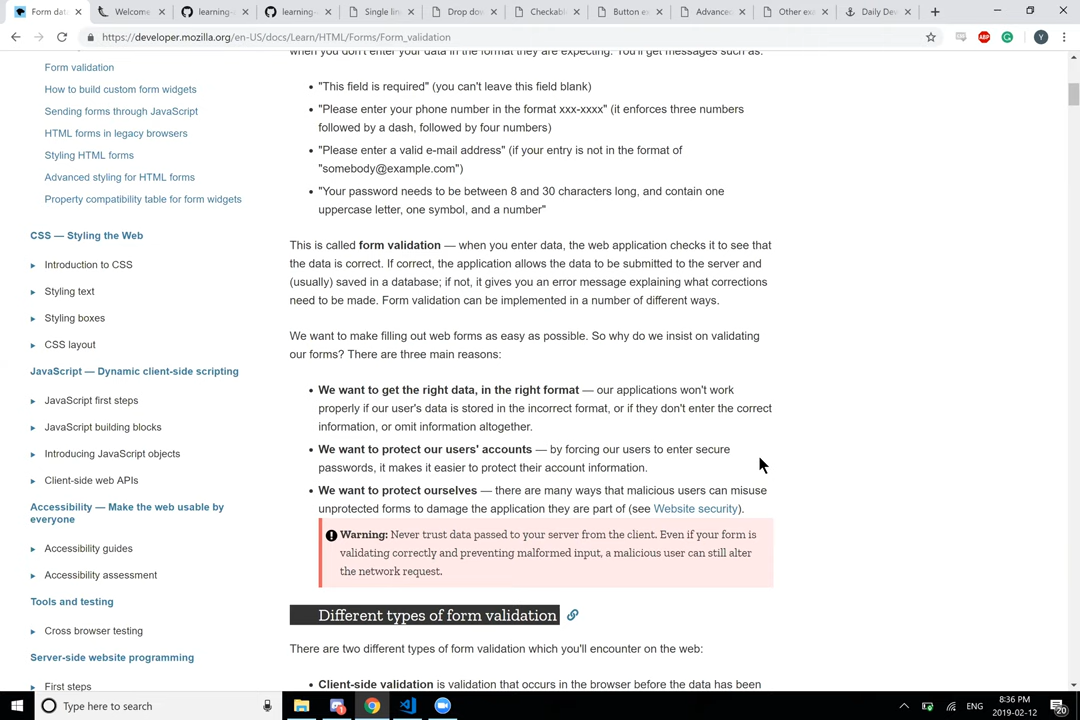 Form data
Welcome
learning-
learning-
Single lin
Drop dow
Checkable
Button ex
Advanced
Other exa
Daily Dev
https://developer.mozilla.org/en-US/docs/Learn/HTML/Forms/Form_validation
ABP
Y
when you don't enter your data in the format they are expecting. You'll get messages such as:
Form validation
"This field is required" (you can't leave this field blank)
How to build custom form widgets
"Please enter your phone number in the format xxx-xxxx" (it enforces three numbers
Sending forms through JavaScript
followed by a dash, followed by four numbers)
HTML forms in legacy browsers
"Please enter a valid e-mail address" (if your entry is not in the format of
Styling HTML forms
"somebody@example.com")
Advanced styling for HTML forms
"Your password needs to be between 8 and 30 characters long, and contain one
Property compatibility table for form widgets
uppercase letter, one symbol, and a number"
CSS — Styling the Web
This is called form validation — when you enter data, the web application checks it to see that
Introduction to CSS
the data is correct. If correct, the application allows the data to be submitted to the server and
(usually) saved in a database; if not, it gives you an error message explaining what corrections
Styling text
need to be made. Form validation can be implemented in a number of different ways.
Styling boxes
We want to make filling out web forms as easy as possible. So why do we insist on validating
CSS layout
our forms? There are three main reasons:
JavaScript — Dynamic client-side scripting
We want to get the right data, in the right format — our applications won't work
JavaScript first steps
properly if our user's data is stored in the incorrect format, or if they don't enter the correct
JavaScript building blocks
information, or omit information altogether.
We want to protect our users' accounts — by forcing our users to enter secure
Introducing JavaScript objects
passwords, it makes it easier to protect their account information.
Client-side web APIs
We want to protect ourselves — there are many ways that malicious users can misuse
Accessibility — Make the web usable by
everyone
unprotected forms to damage the application they are part of (see Website security).
Warning: Never trust data passed to your server from the client. Even if your form is
Accessibility guides
validating correctly and preventing malformed input, a malicious user can still alter
Accessibility assessment
the network request.
Tools and testing
Different types of form validation
Cross browser testing
There are two different types of form validation which you'll encounter on the web:
Server-side website programming
First steps
Client-side validation is validation that occurs in the browser before the data has been
Type here to search
ENG
8:36 PM
2019-02-12
20